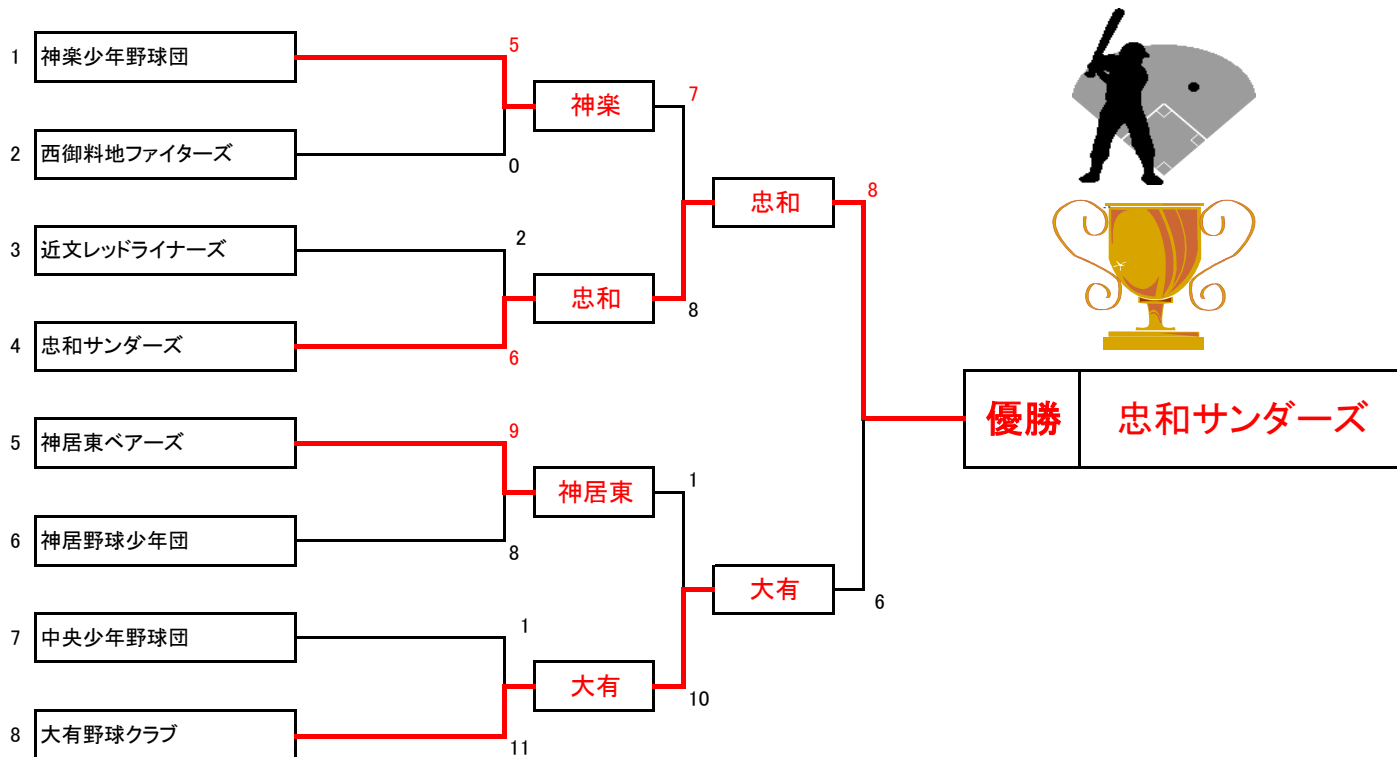 1 神楽少年野球団
5
神楽
7
2 西御料地ファイターズ
0
忠和
8
3 近文レッドライナーズ
2
忠和
8
4 忠和サンダーズ
6
優勝 忠和サンダーズ
5 神居東ベアーズ
9
神居東
1
6 神居野球少年団
8
大有
6
7 中央少年野球団
1
大有
10
8 大有野球クラブ
11